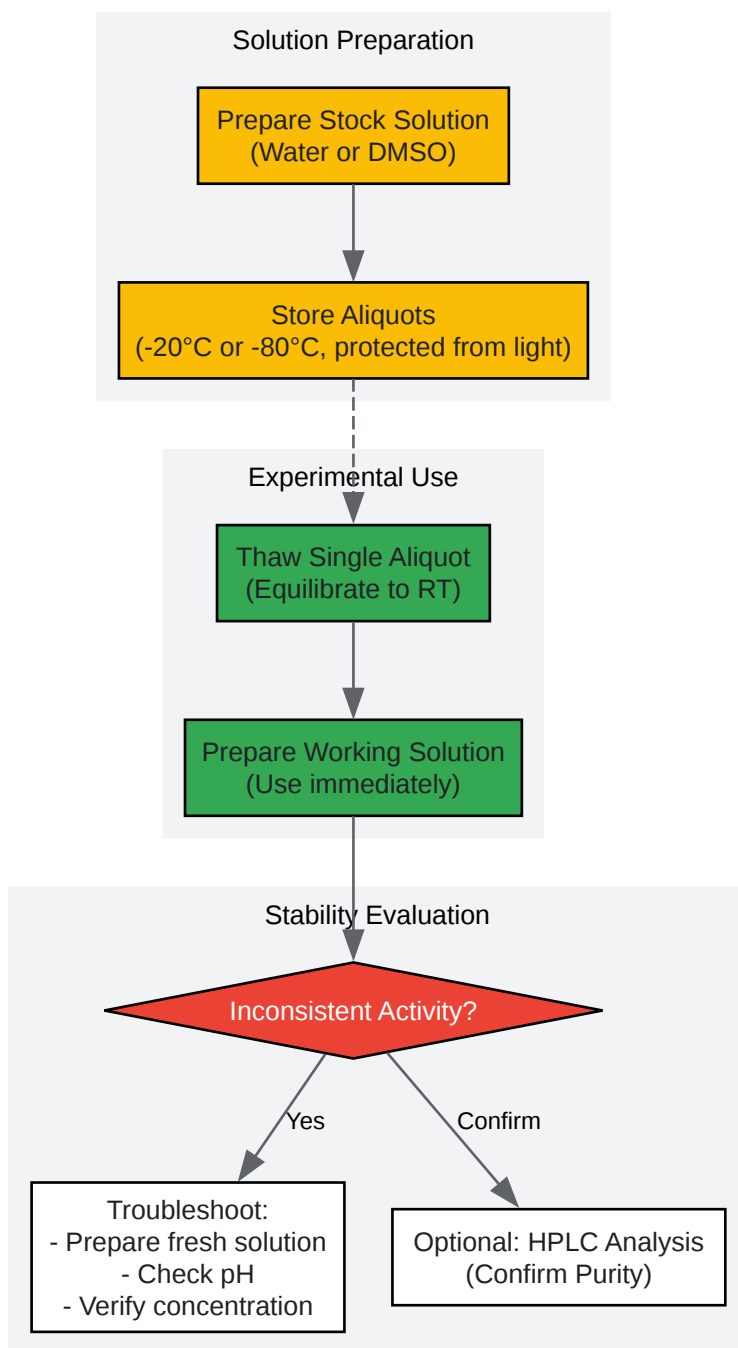 Solution Preparation
Prepare Stock Solution
(Water or DMSO)
Store Aliquots
(-20°C or -80°C, protected from light)
Experimental Use
Thaw Single Aliquot
(Equilibrate to RT)
Prepare Working Solution
(Use immediately)
Stability Evaluation
Inconsistent Activity?
Yes
Confirm
Troubleshoot:
- Prepare fresh solution
- Check pH
- Verify concentration
Optional: HPLC Analysis
(Confirm Purity)